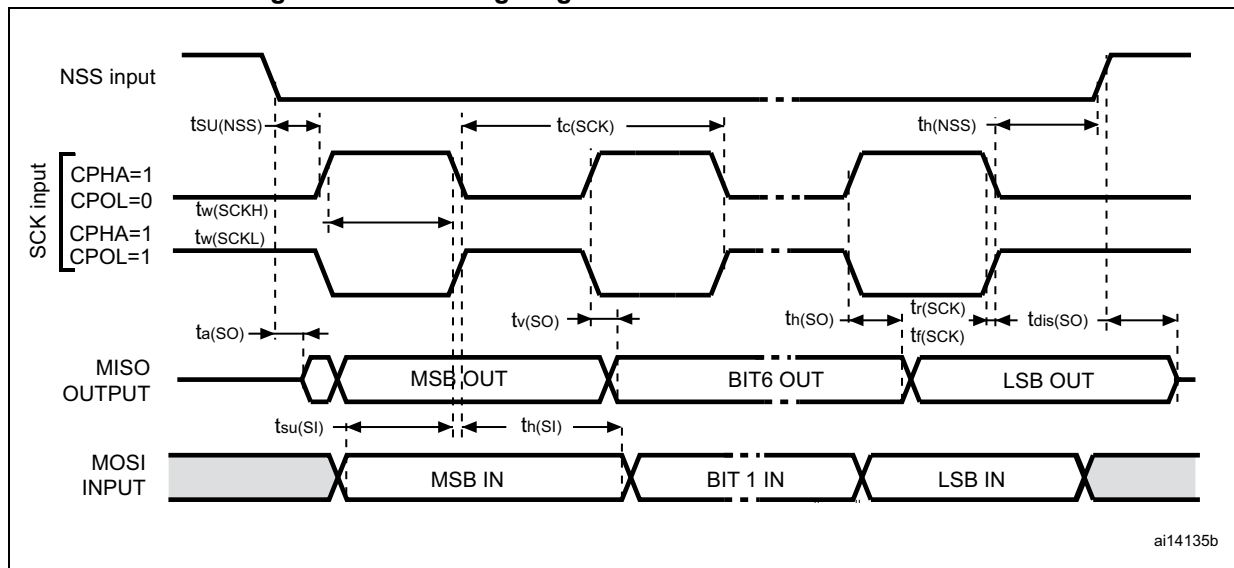 NSS input
tSU(NSS)
tc(SCK)
th(NSS)
SCK input
CPHA=1
CPOL=0
tw(SCKH)
CPHA=1
tw(SCKL)
CPOL=1
ta(SO)
tv(SO)
th(SO)
tr(SCK)
tf(SCK)
tdis(SO)
MISO
OUTPUT
MSB OUT
BIT6 OUT
LSB OUT
tsu(SI)
th(SI)
MOSI
INPUT
MSB IN
BIT 1 IN
LSB IN
ai14135b